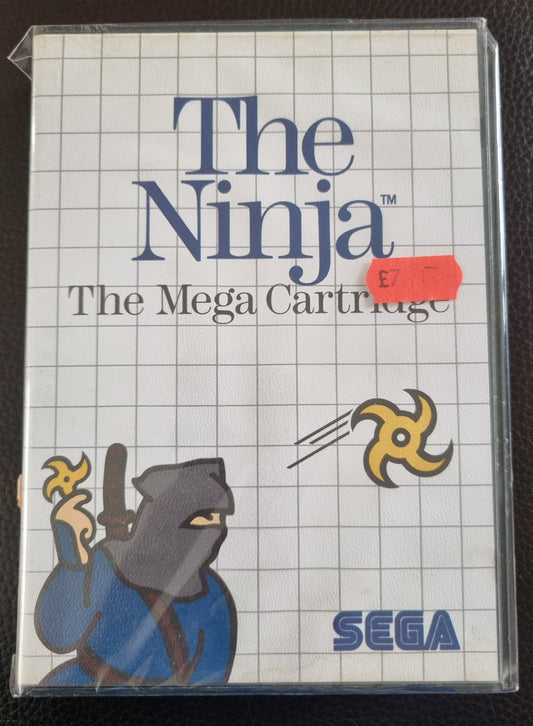 The
Ninja™
The Mega Cartridge
£7
SEGA